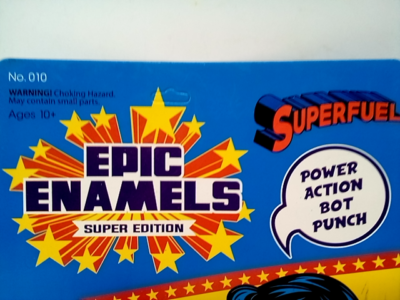 No. 010
WARNING! Choking Hazard.
May contain small parts.
Ages 10+
SUPERFUEL
EPIC
ENAMELS
SUPER EDITION
POWER
ACTION
BOT
PUNCH